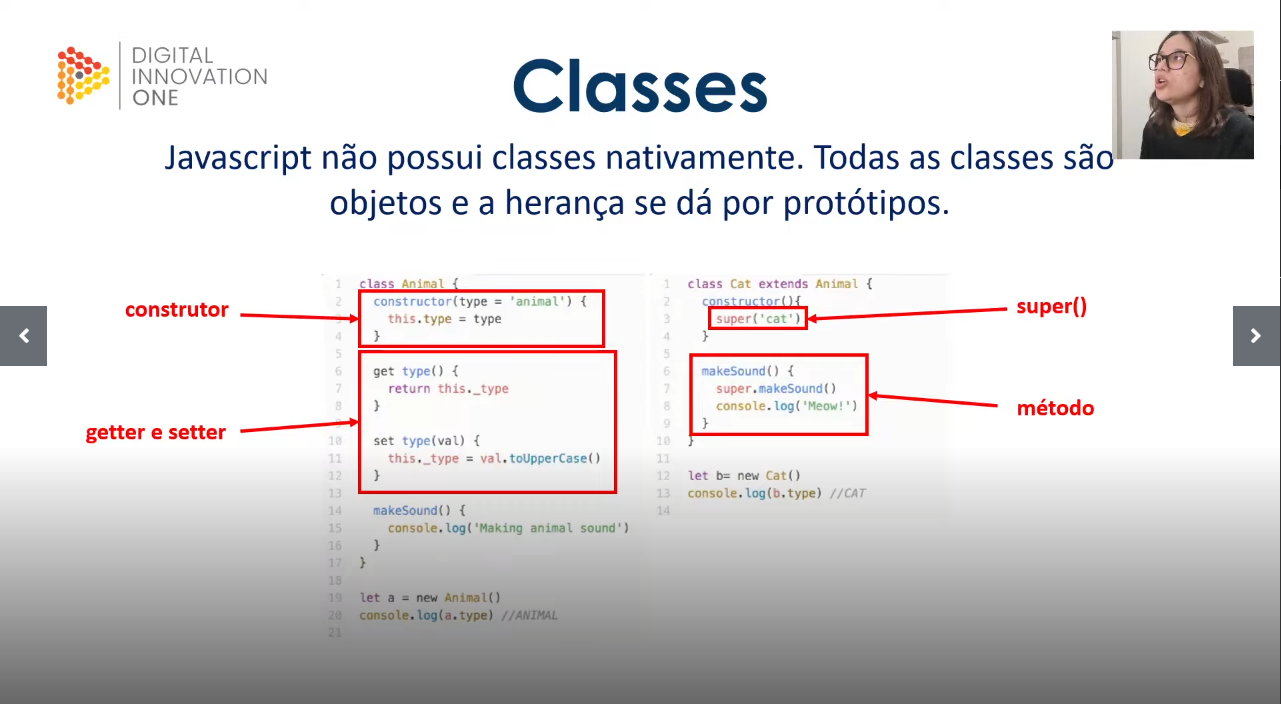 DIGITAL
INNOVATION
ONE
Classes
Javascript não possui classes nativamente. Todas as classes são
objetos e a herança se dá por protótipos.
construtor
getter e setter
1 class Animal {
2 constructor(type = 'animal') {
3 this.type = type
4 }
5
6 get type() {
7 return this._type
8 }
9
10 set type(val) {
11 this._type = val.toUpperCase()
12 }
13
14 makeSound() {
15 console.log('Making animal sound')
16 }
17 }
18
19 let a = new Animal()
20 console.log(a.type) //ANIMAL
21
1 class Cat extends Animal {
2 constructor(){
3 super('cat')
4 }
5
6 makeSound() {
7 super.makeSound()
8 console.log('Meow!')
9 }
10 }
11
12 let b= new Cat()
13 console.log(b.type) //CAT
14
super()
método